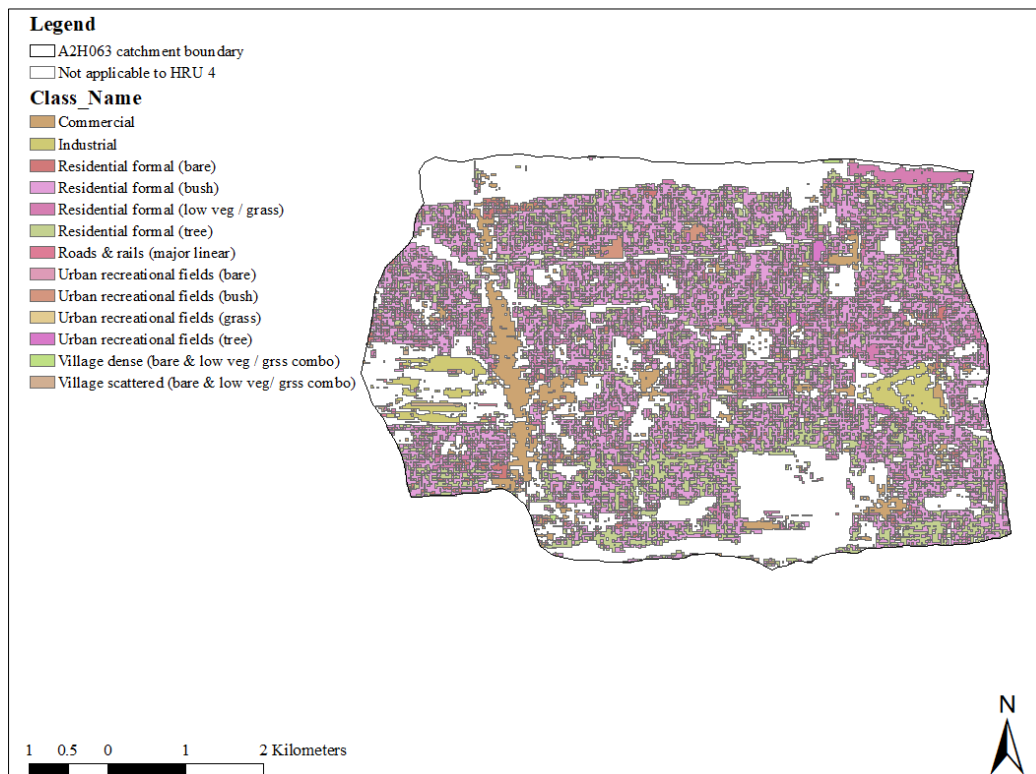 Legend
A2H063 catchment boundary
Not applicable to HRU 4
Class_Name
Commercial
Industrial
Residential formal (bare)
Residential formal (bush)
Residential formal (low veg / grass)
Residential formal (tree)
Roads & rails (major linear)
Urban recreational fields (bare)
Urban recreational fields (bush)
Urban recreational fields (grass)
Urban recreational fields (tree)
Village dense (bare & low veg / grss combo)
Village scattered (bare & low veg/ grss combo)
N
1 0.5 0 1 2 Kilometers